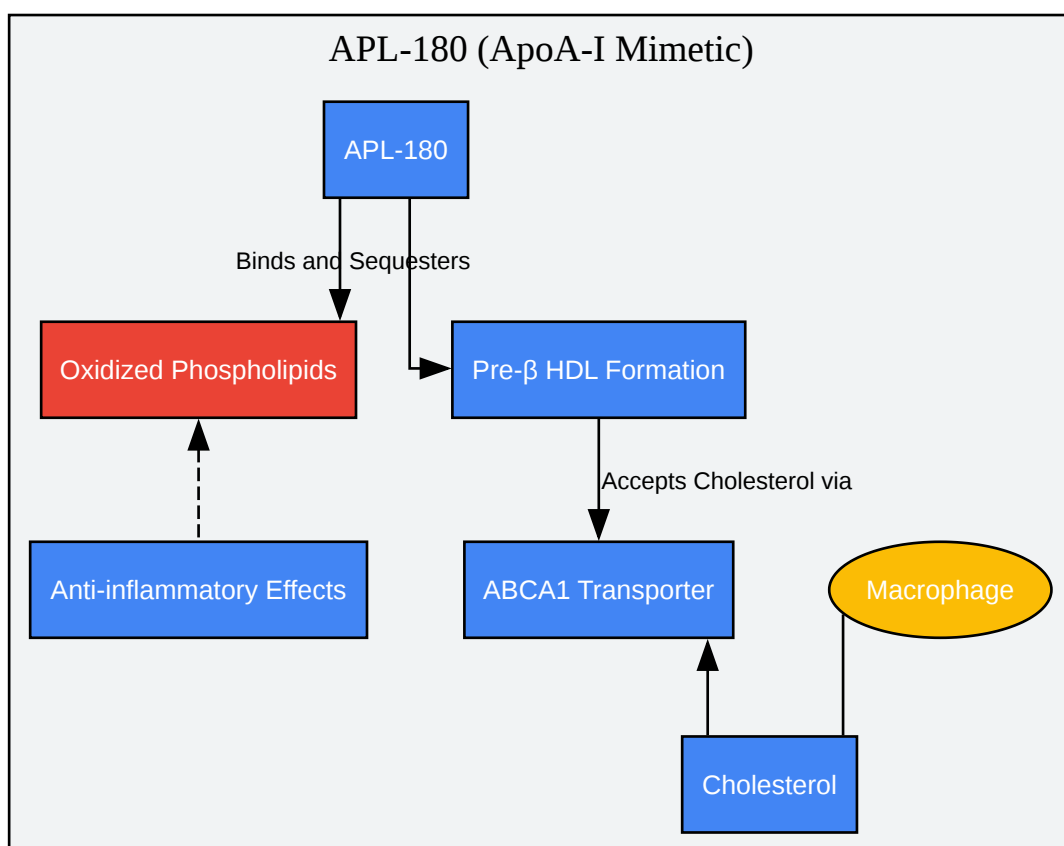 APL-180 (ApoA-I Mimetic)
APL-180
Binds and Sequesters
Oxidized Phospholipids
Pre-β HDL Formation
Accepts Cholesterol via
Anti-inflammatory Effects
ABCA1 Transporter
Macrophage
Cholesterol